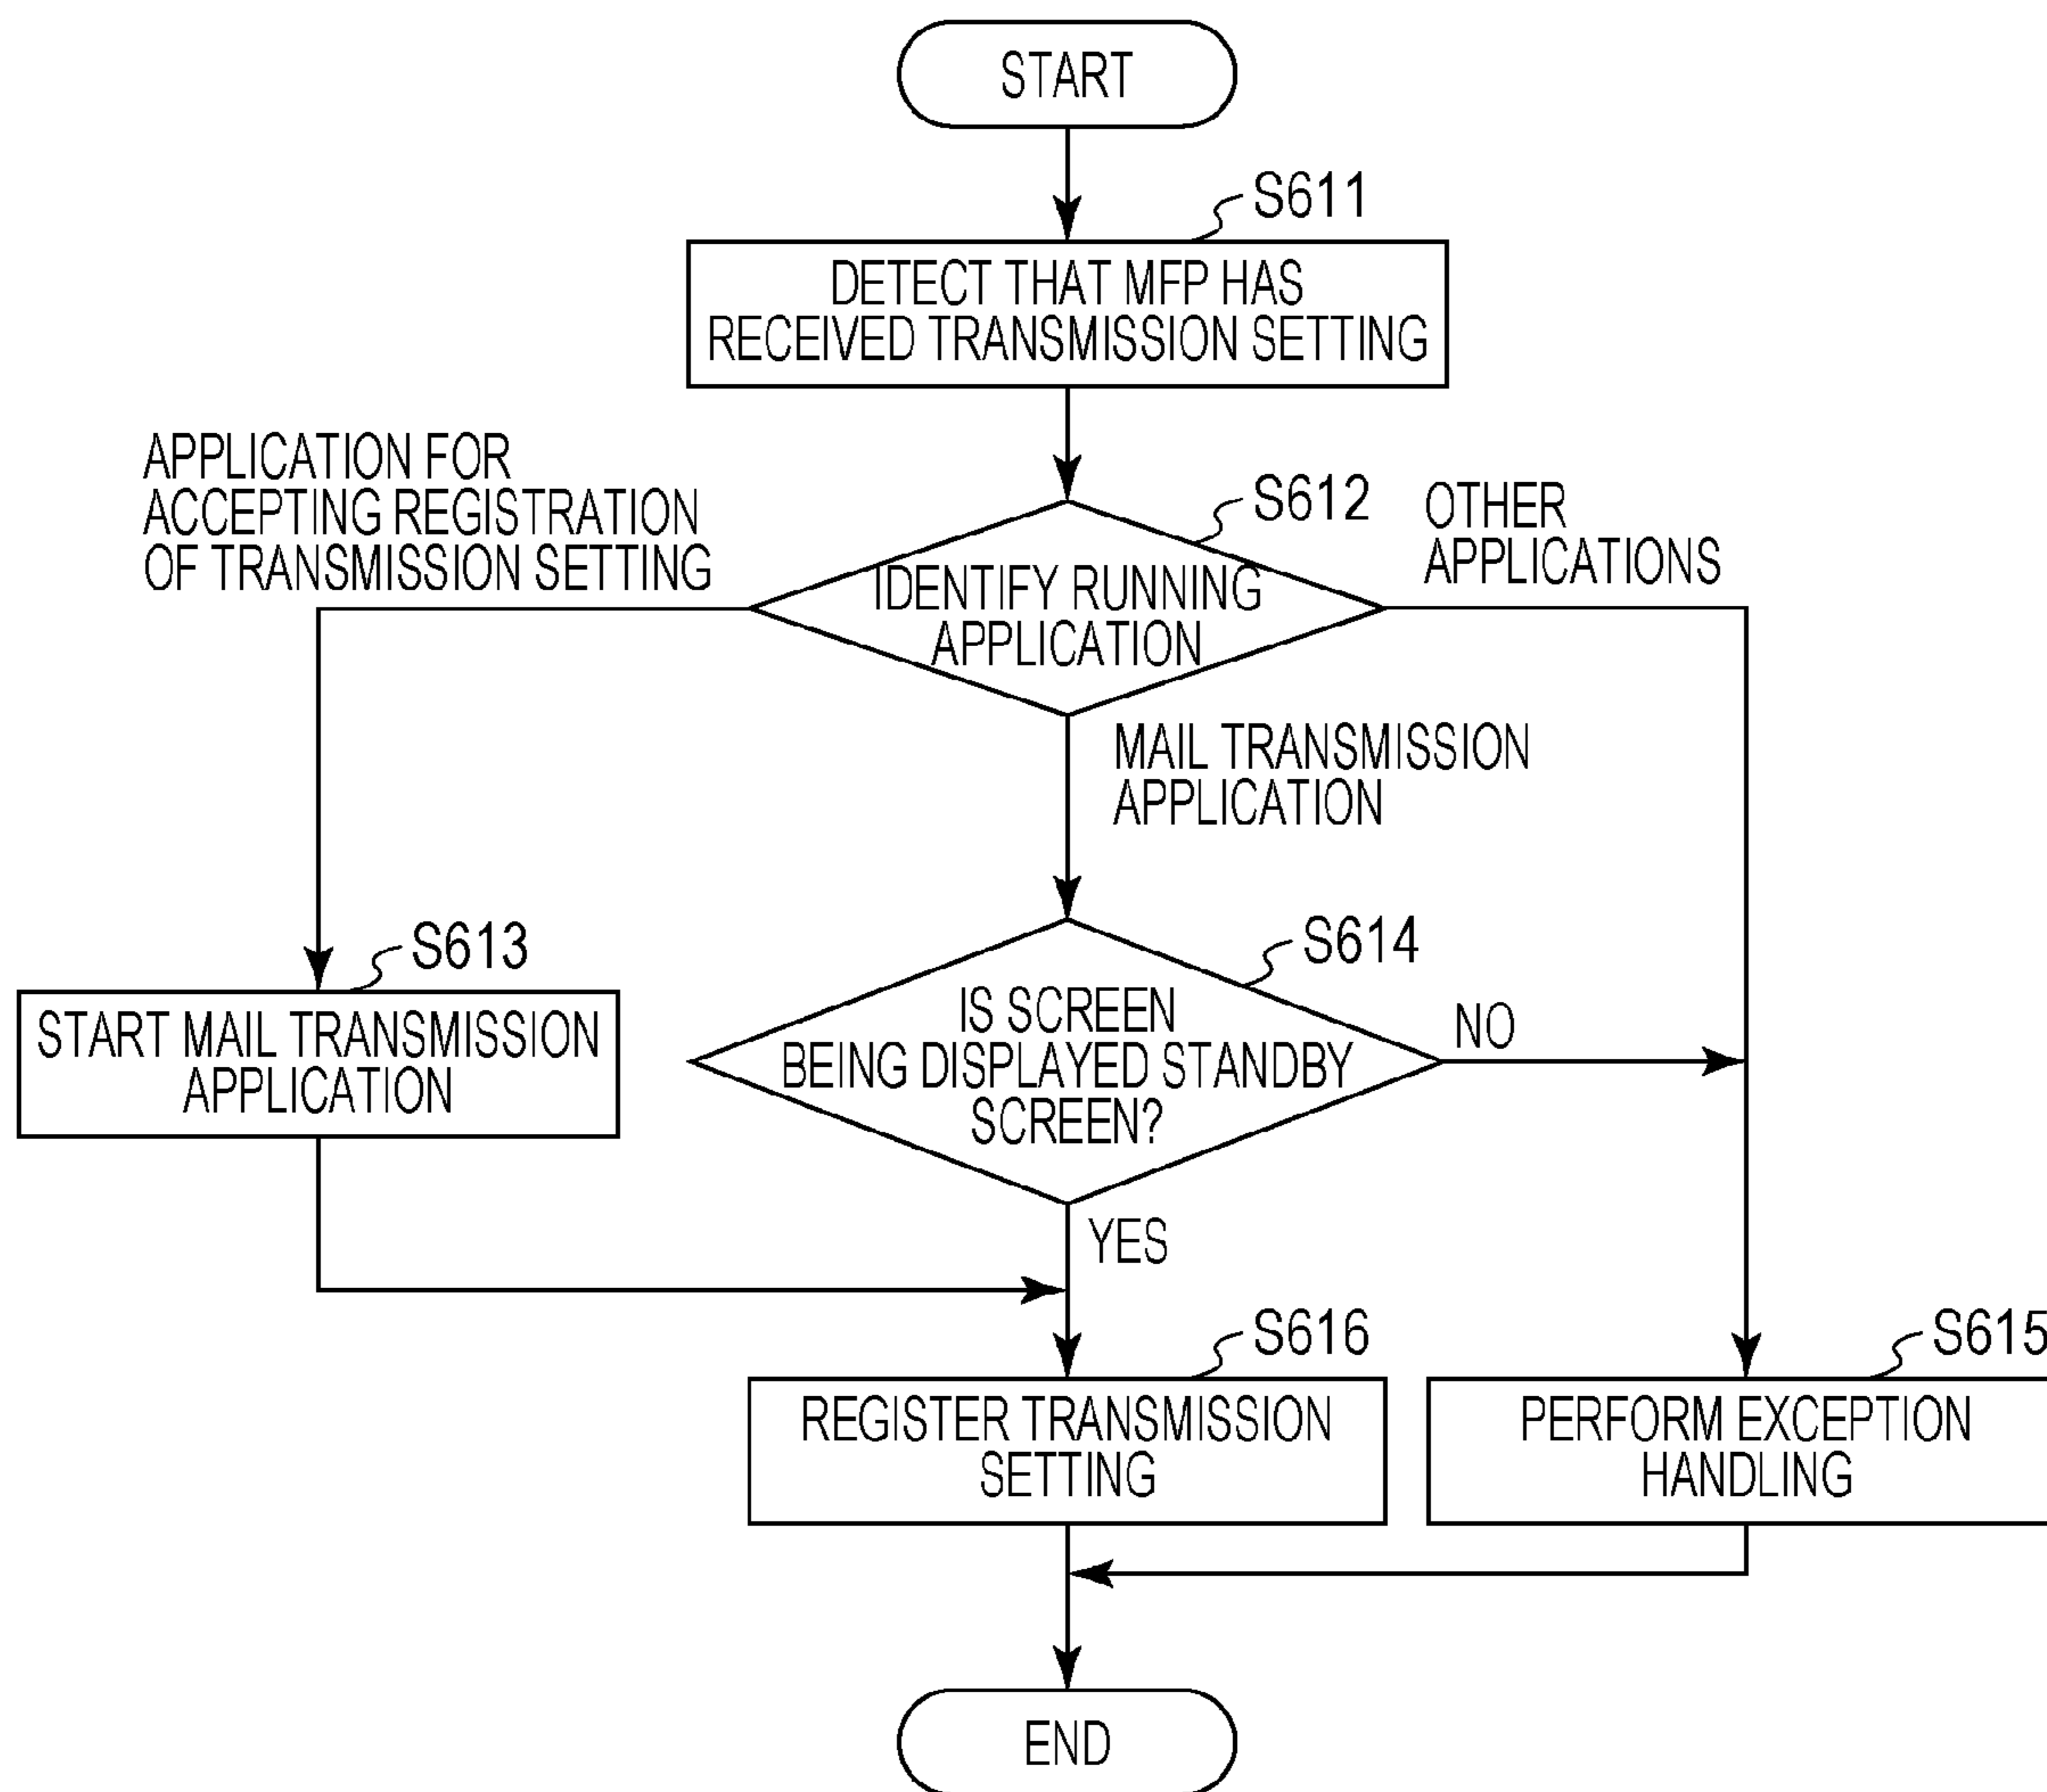 START
S611
DETECT THAT MFP HAS
RECEIVED TRANSMISSION SETTING
APPLICATION FOR
ACCEPTING REGISTRATION
OF TRANSMISSION SETTING
S612
OTHER
APPLICATIONS
IDENTIFY RUNNING
APPLICATION
MAIL TRANSMISSION
APPLICATION
S613
START MAIL TRANSMISSION
APPLICATION
S614
IS SCREEN
BEING DISPLAYED STANDBY
SCREEN?
NO
YES
S616
REGISTER TRANSMISSION
SETTING
S615
PERFORM EXCEPTION
HANDLING
END